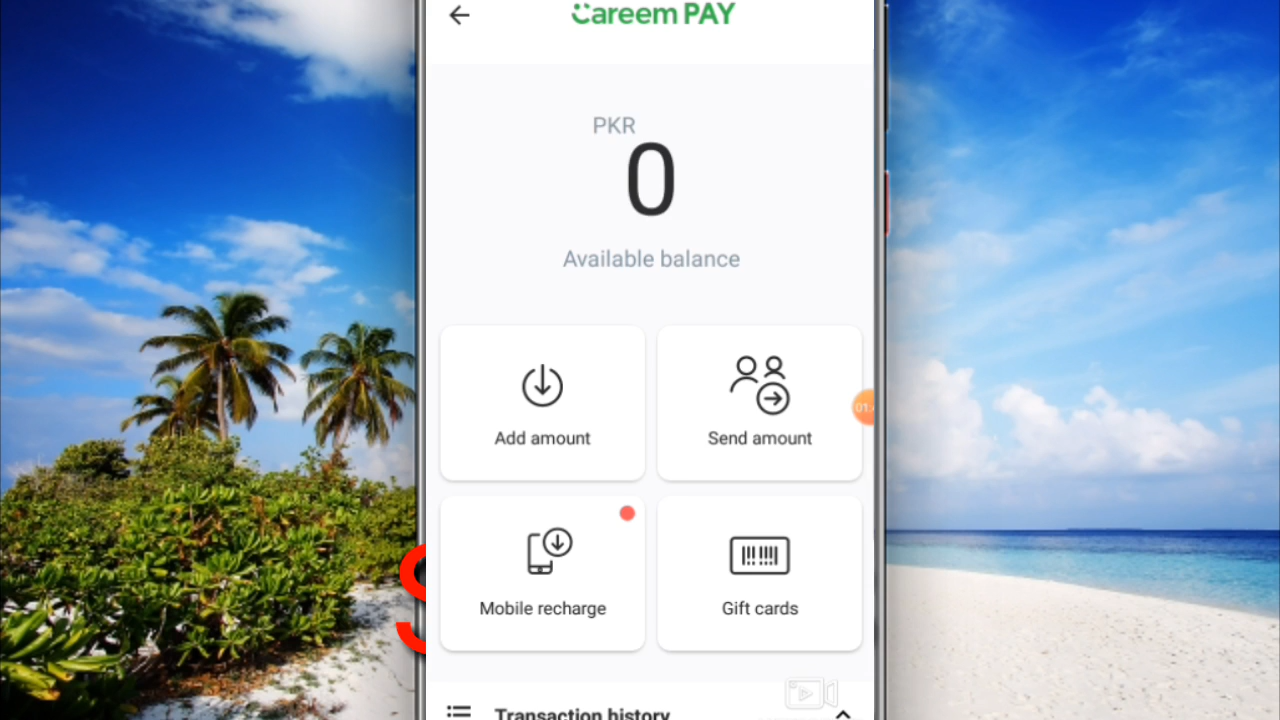 Careem PAY
PKR
0
Available balance
Add amount
Send amount
Mobile recharge
Gift cards
Transaction history